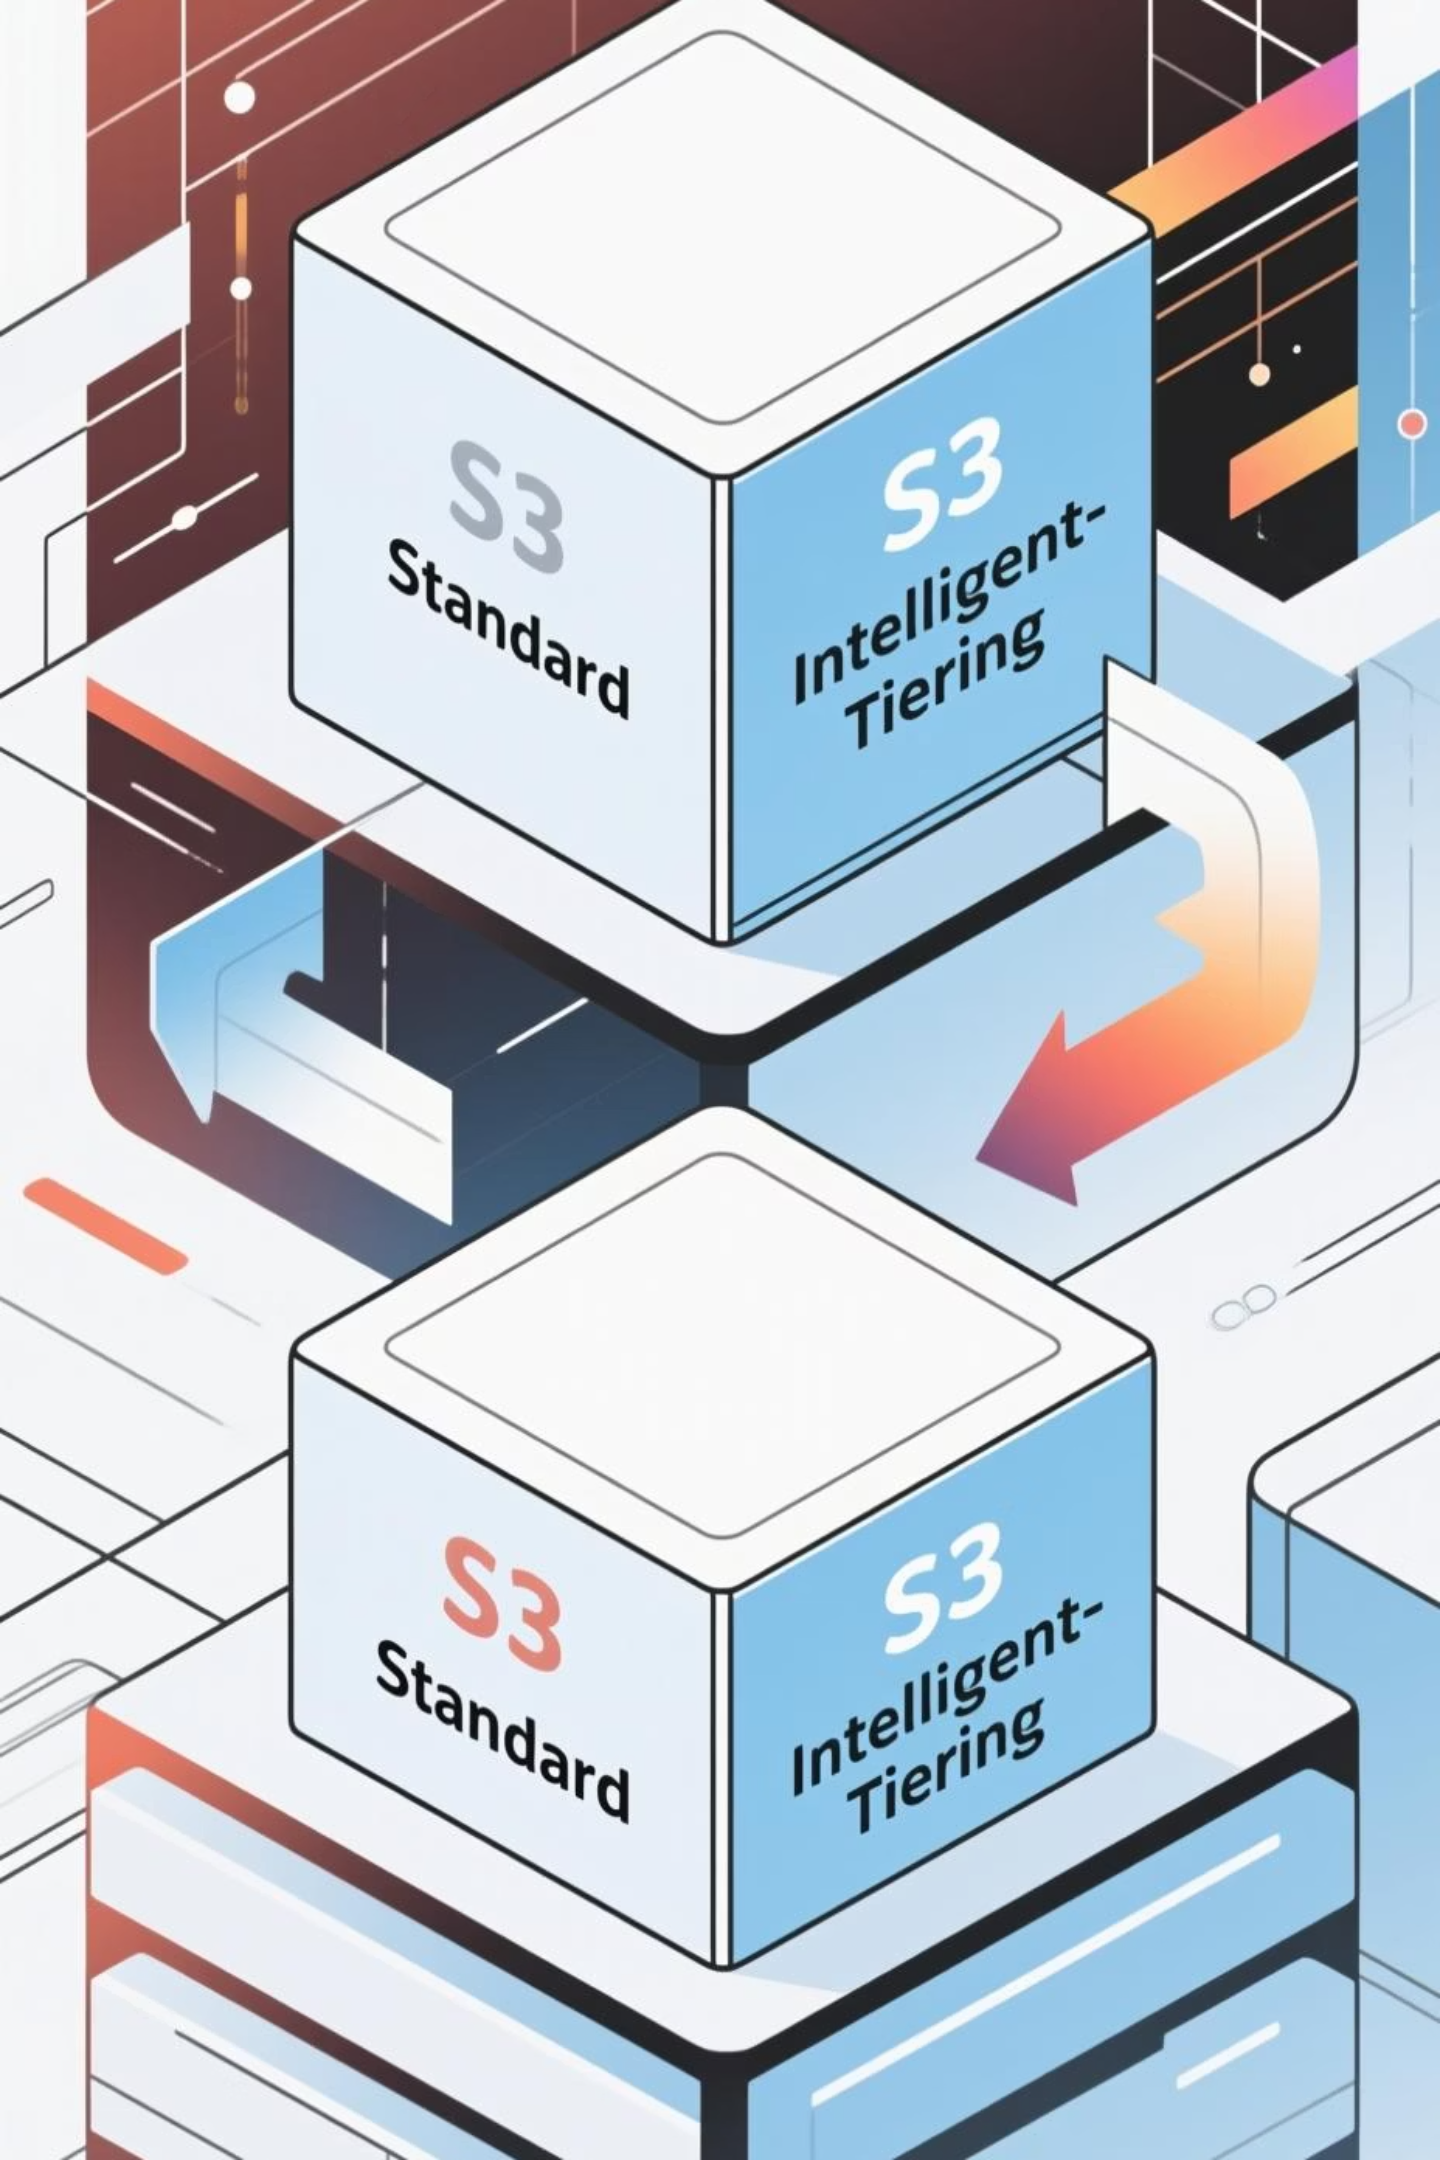 S3
Standard
S3
Intelligent-
Tiering
S3
Standard
S3
Intelligent-
Tiering